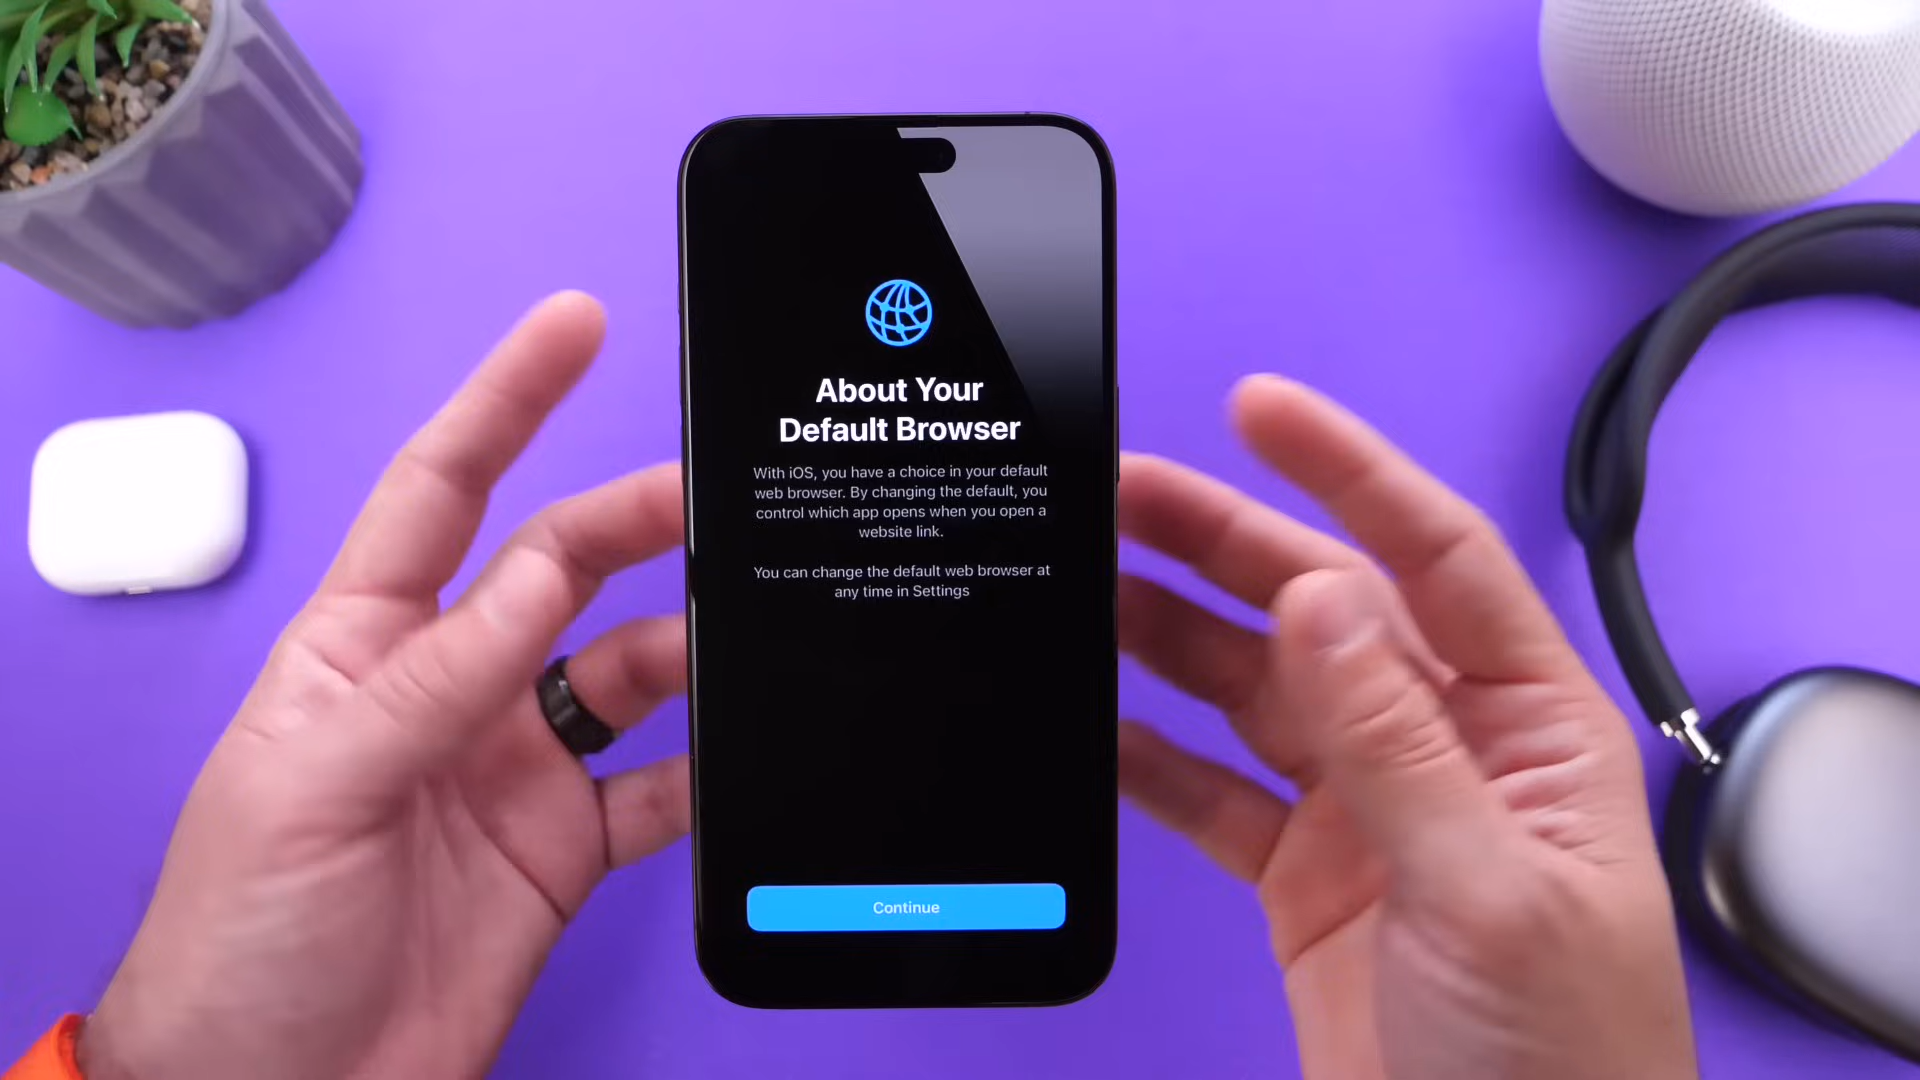 About Your
Default Browser
With iOS, you have a choice in your default
web browser. By changing the default, you
control which app opens when you open a
website link.
You can change the default web browser at
any time in Settings
Continue